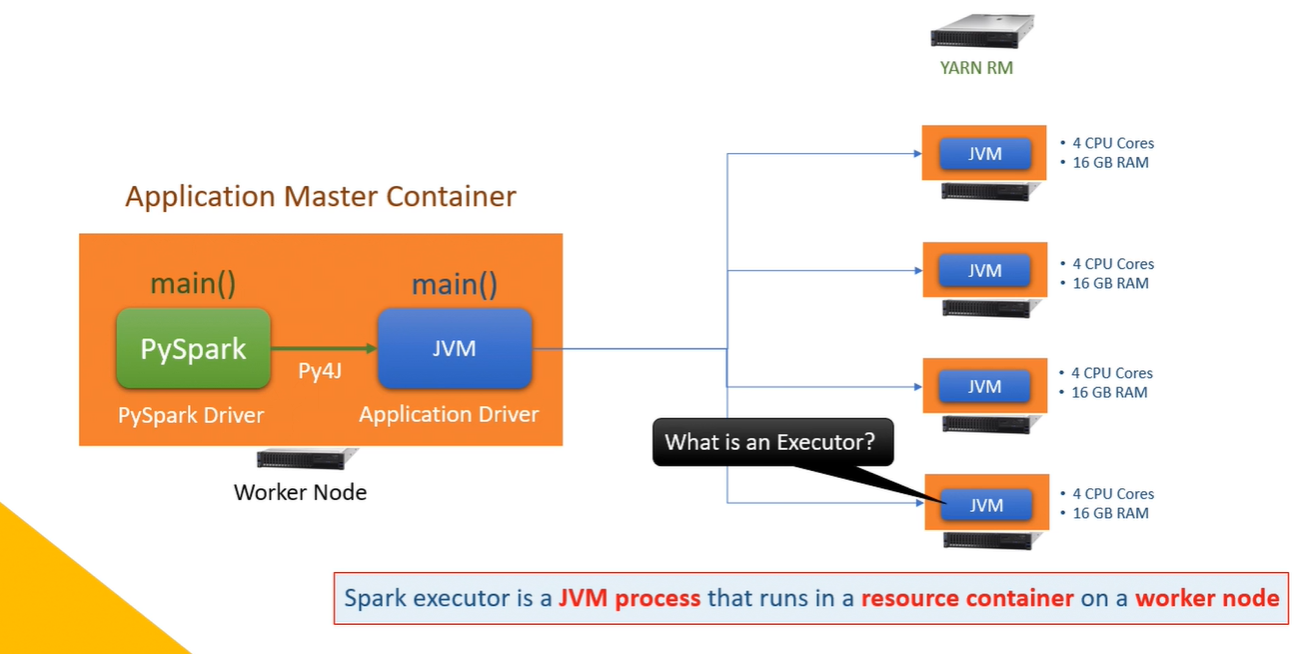 YARN RM
JVM
• 4 CPU Cores
• 16 GB RAM
Application Master Container
main()
main()
PySpark
Py4J
JVM
PySpark Driver
Application Driver
Worker Node
JVM
• 4 CPU Cores
• 16 GB RAM
JVM
• 4 CPU Cores
• 16 GB RAM
What is an Executor?
JVM
• 4 CPU Cores
• 16 GB RAM
Spark executor is a JVM process that runs in a resource container on a worker node